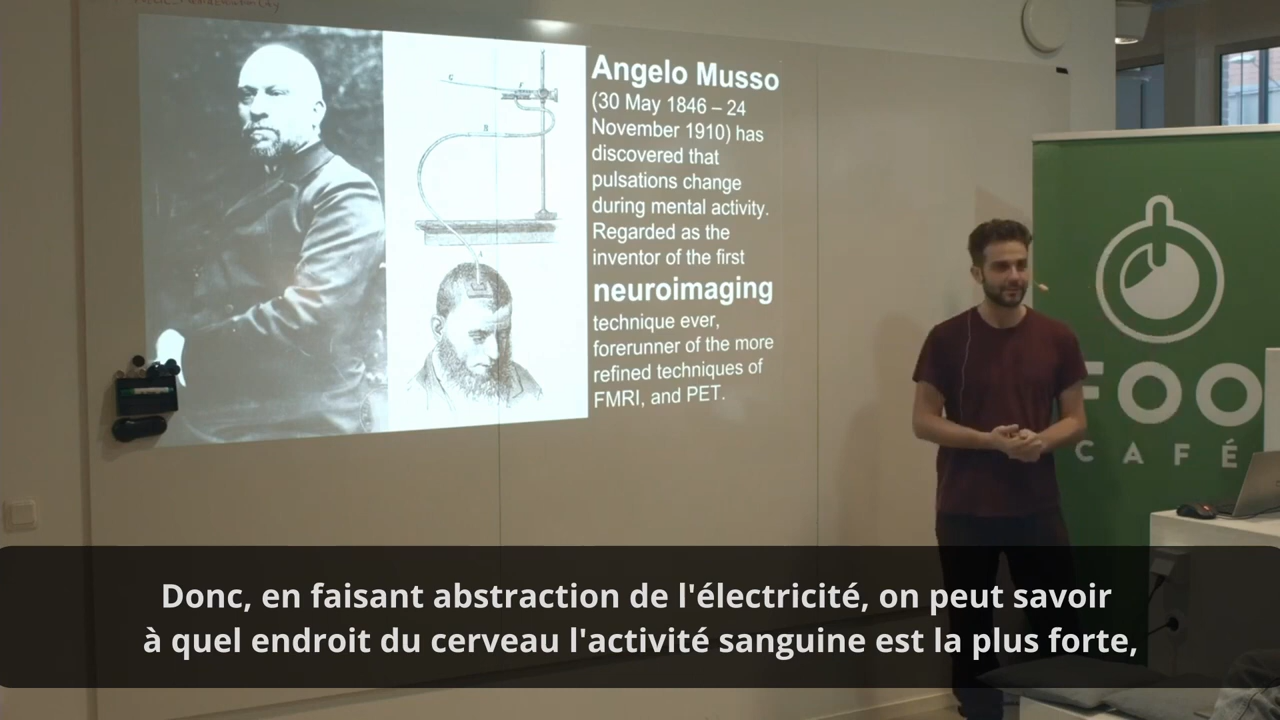 Angelo Musso
(30 May 1846 – 24
November 1910) has
discovered that
pulsations change
during mental activity.
Regarded as the
inventor of the first
neuroimaging
technique ever,
forerunner of the more
refined techniques of
FMRI, and PET.
FOO
CAFÉ
Donc, en faisant abstraction de l'électricité, on peut savoir
à quel endroit du cerveau l'activité sanguine est la plus forte,